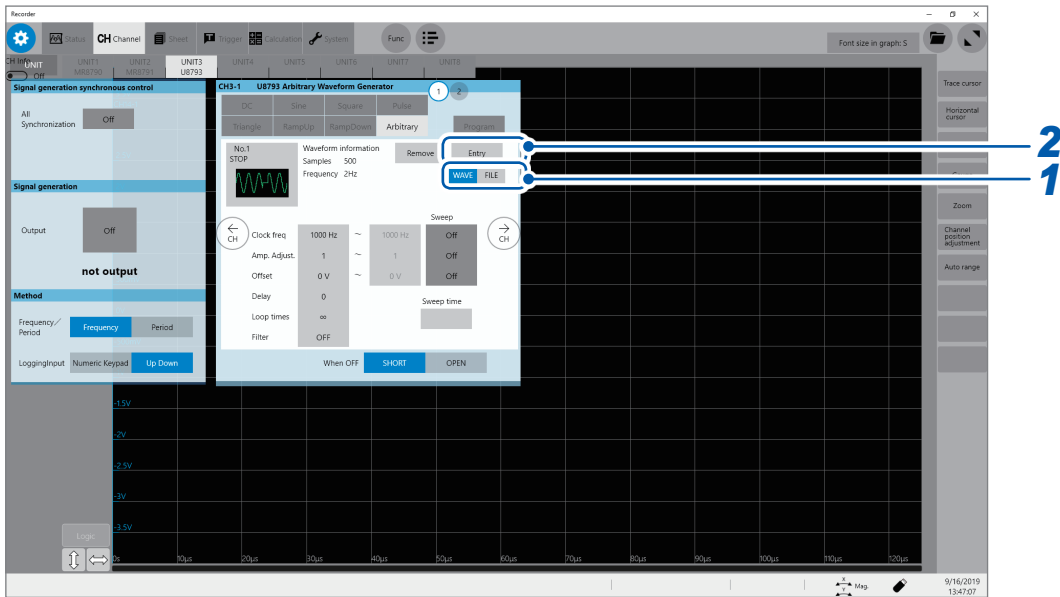 Recorder
Status CH Channel Sheet Trigger Calculation System Func Font size in graph: S
UNIT UNIT1 UNIT2 UNIT3 UNIT4 UNIT5 UNIT6 UNIT7 UNIT8
Off MR8790 MR8791 U8793
Signal generation synchronous control
All
Synchronization
Off
Signal generation
Output Off
not output
Method
Frequency／
Period
Frequency Period
LoggingInput Numeric Keypad Up Down
CH3-1 U8793 Arbitrary Waveform Generator 1 2
DC Sine Square Pulse
Triangle RampUp RampDown Arbitrary Program
No.1
STOP
Waveform information
Samples 500
Frequency 2Hz
Remove Entry
WAVE FILE
Sweep
←
CH
→
CH
Clock freq 1000 Hz ~ 1000 Hz Off
Amp. Adjust. 1 ~ 1 Off
Offset 0 V ~ 0 V Off
Delay 0
Sweep time
Loop times ∞
Filter OFF
When OFF SHORT OPEN
Trace cursor
Horizontal
cursor
Zoom
Channel
position
adjustment
Auto range
2
1
-1.5V
-2V
-2.5V
-3V
-3.5V
Logic
0s 10μs 20μs 30μs 40μs 50μs 60μs 70μs 80μs 90μs 100μs 110μs 120μs
X
Y
Mag.
9/16/2019
13:47:07